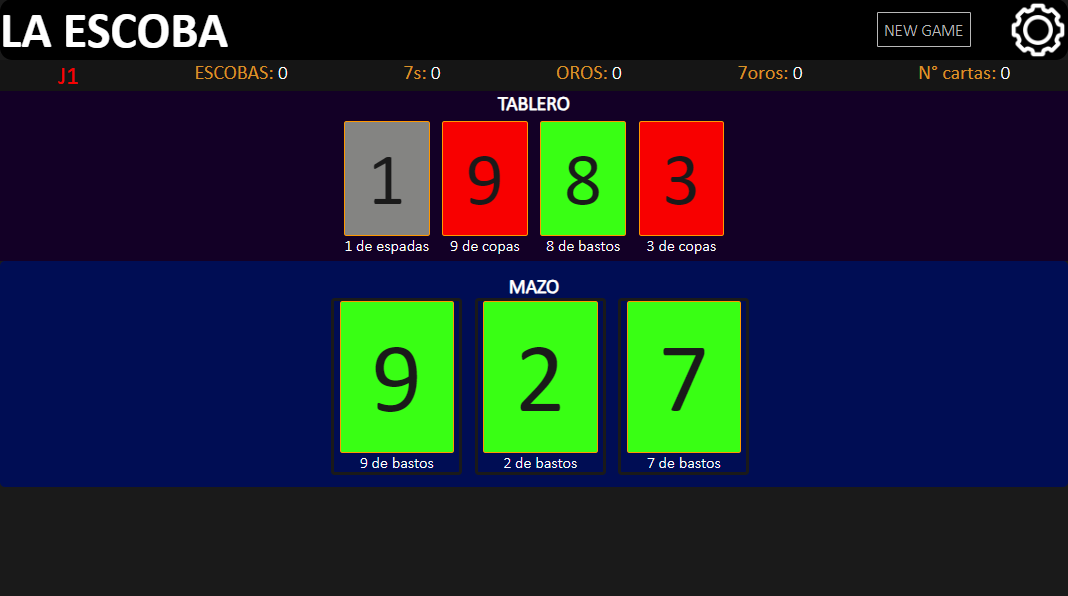 LA ESCOBA
NEW GAME
J1 ESCOBAS: 0 7s: 0 OROS: 0 7oros: 0 N° cartas: 0
TABLERO
1 9 8 3
1 de espadas 9 de copas 8 de bastos 3 de copas
MAZO
9 2 7
9 de bastos 2 de bastos 7 de bastos